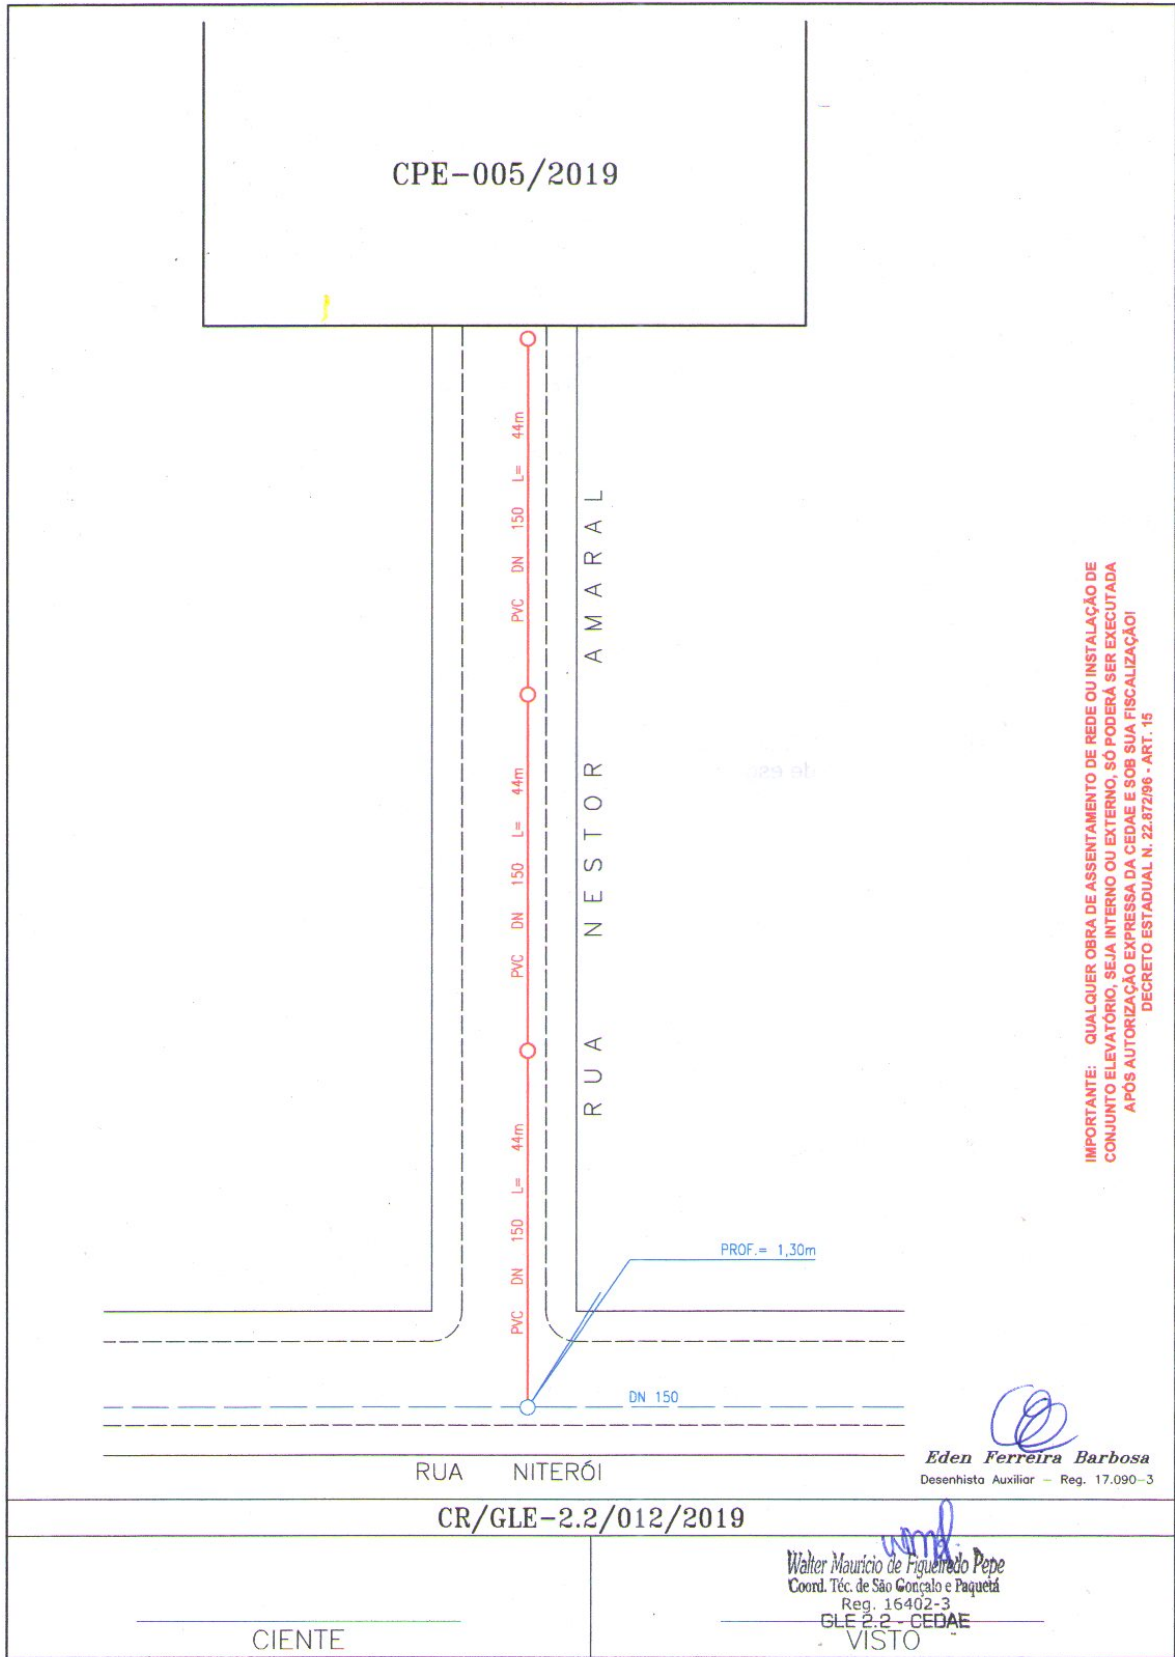 CPE-005/2019
PVC DN 150 L= 44m
PVC DN 150 L= 44m
PVC DN 150 L= 44m
RUA NESTOR AMARAL
IMPORTANTE: QUALQUER OBRA DE ASSENTAMENTO DE REDE OU INSTALAÇÃO DE
CONJUNTO ELEVATÓRIO, SEJA INTERNO OU EXTERNO, SÓ PODERÁ SER EXECUTADA
APÓS AUTORIZAÇÃO EXPRESSA DA CEDAE E SOB SUA FISCALIZAÇÃO!
DECRETO ESTADUAL N. 22.872/96 - ART. 15
PROF.= 1,30m
DN 150
RUA NITERÓI
Eden Ferreira Barbosa
Desenhista Auxiliar - Reg. 17.090-3
CR/GLE-2.2/012/2019
Walter Maurício de Figueiredo Pepe
Coord. Téc. de São Gonçalo e Paquetá
Reg. 16402-3
GLE 2.2 - CEDAE
CIENTE
VISTO